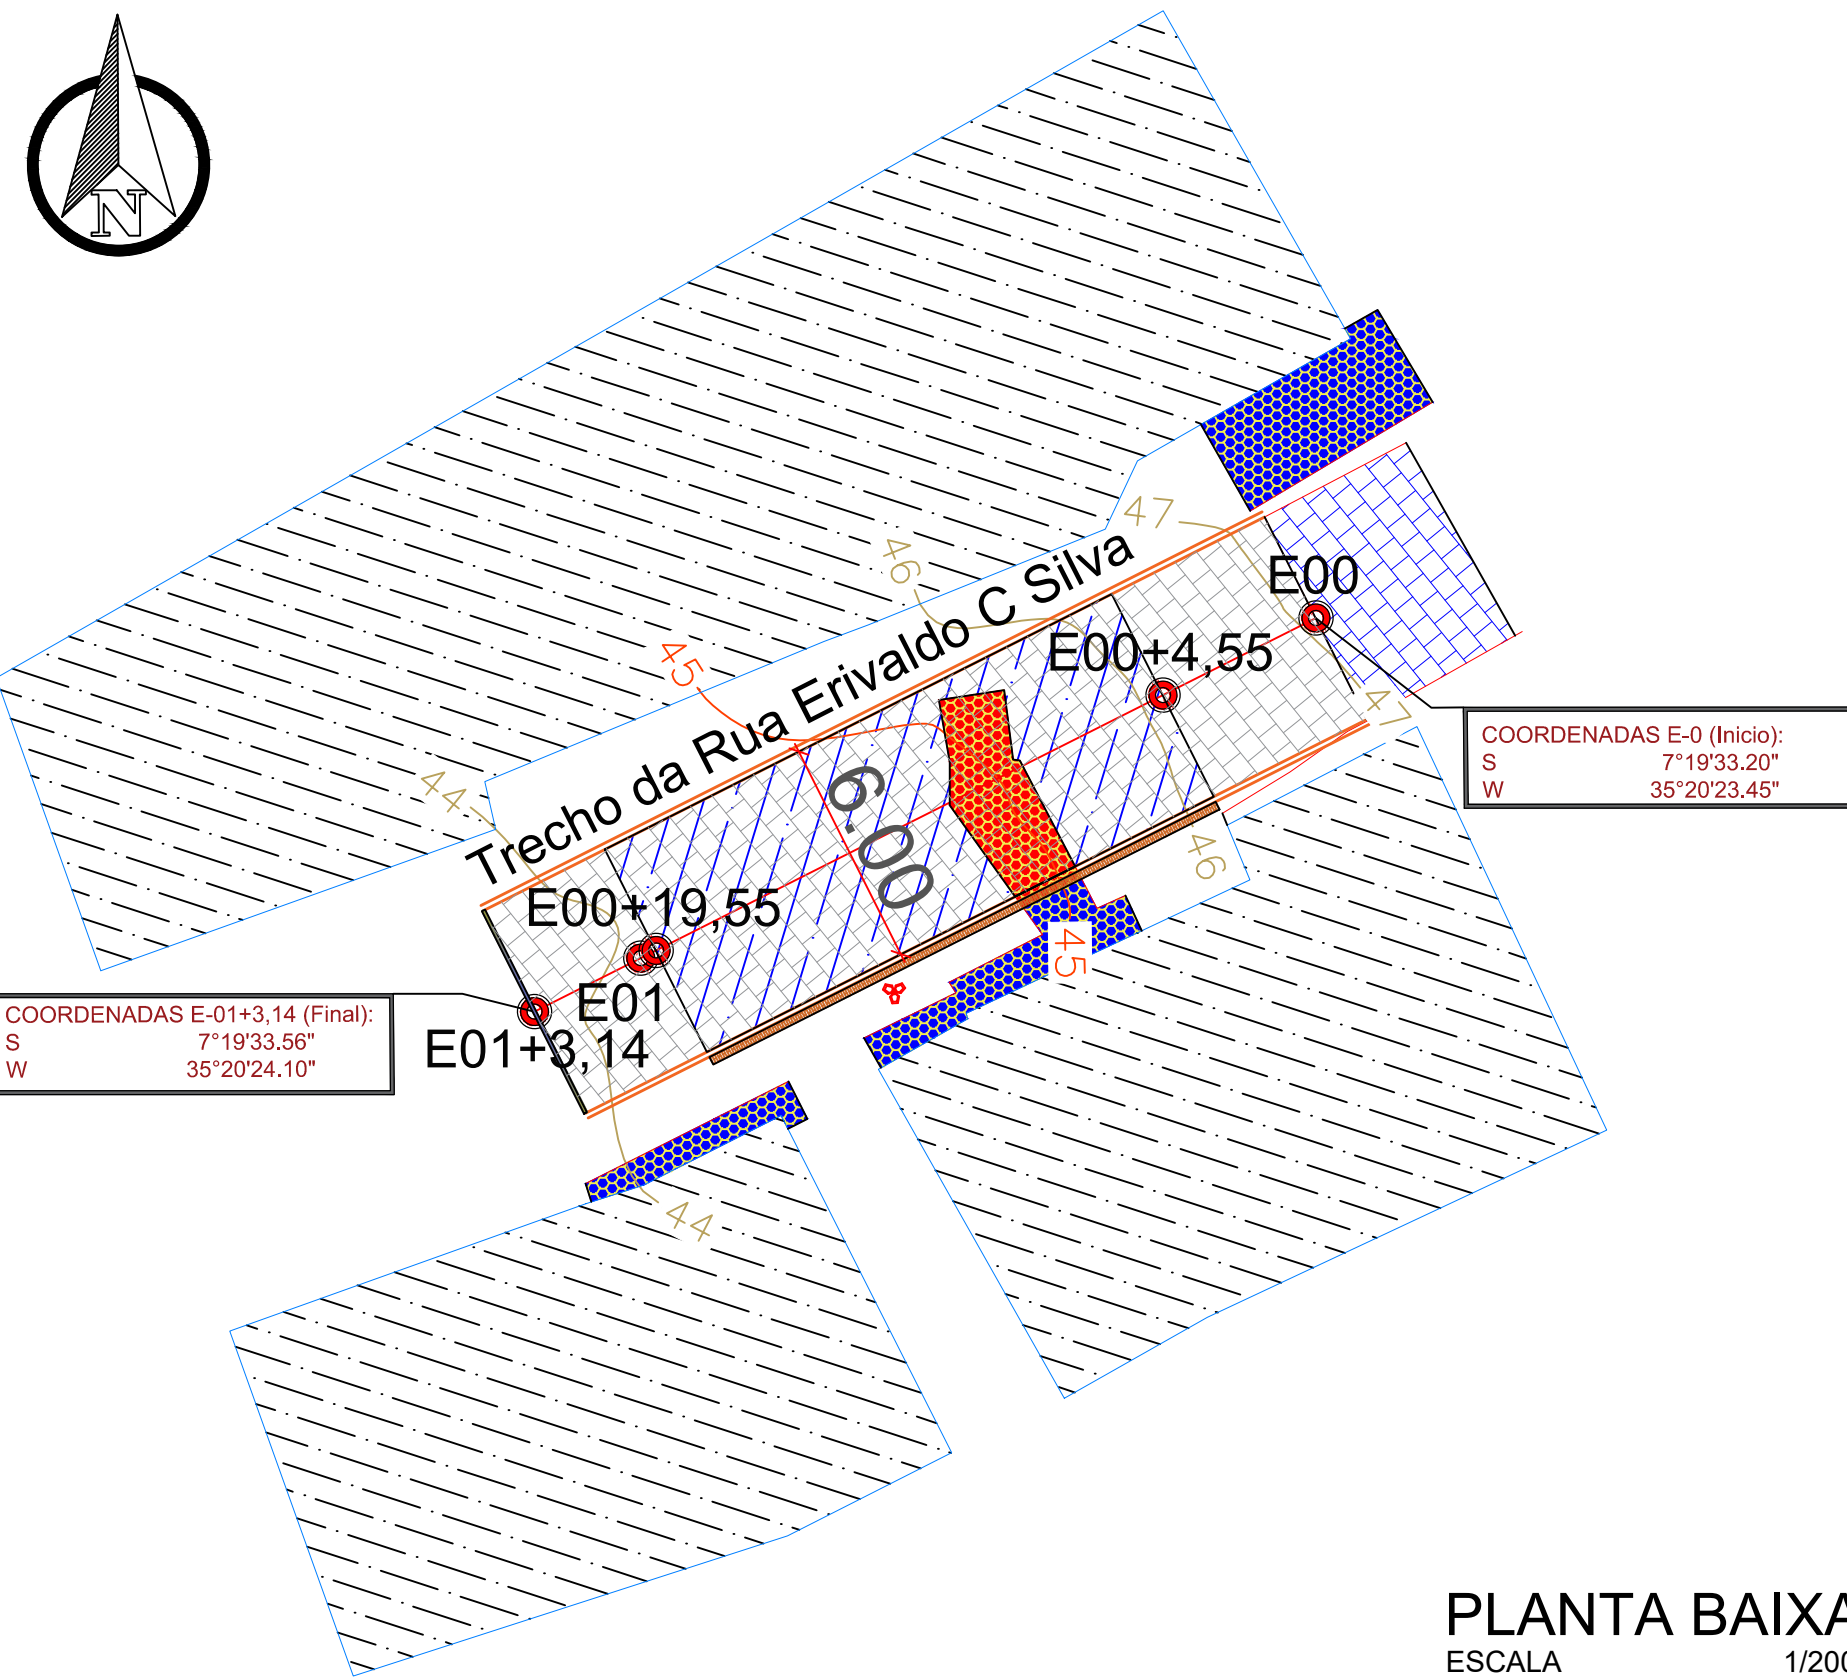 N
47
46
Trecho da Rua Erivaldo C Silva
E00
45
E00+4,55
47
COORDENADAS E-0 (Inicio):
S 7°19'33.20"
W 35°20'23.45"
44
6.00
46
E00+19,55
45
E01
COORDENADAS E-01+3,14 (Final):
S 7°19'33.56"
W 35°20'24.10"
E01+3,14
44
PLANTA BAIXA
ESCALA 1/200